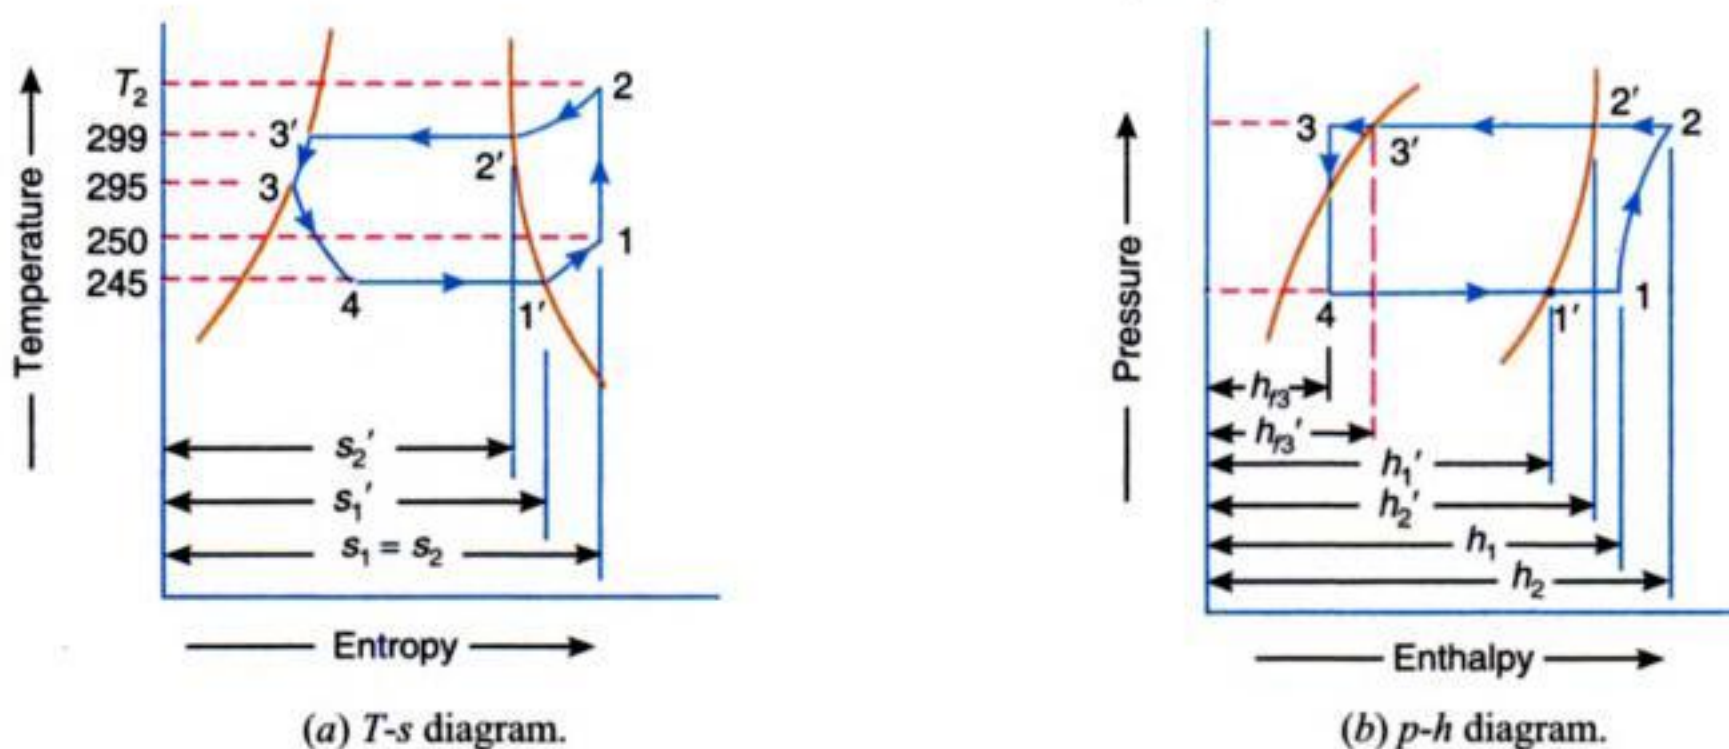 Temperature
T2
299
295
250
245
3′
3
4
2′
1′
2
1
s2′
s1′
s1 = s2
Entropy
(a) T-s diagram.
Pressure
3
3′
2′
2
4
1′
1
hf3
hf3′
h1′
h2′
h1
h2
Enthalpy
(b) p-h diagram.